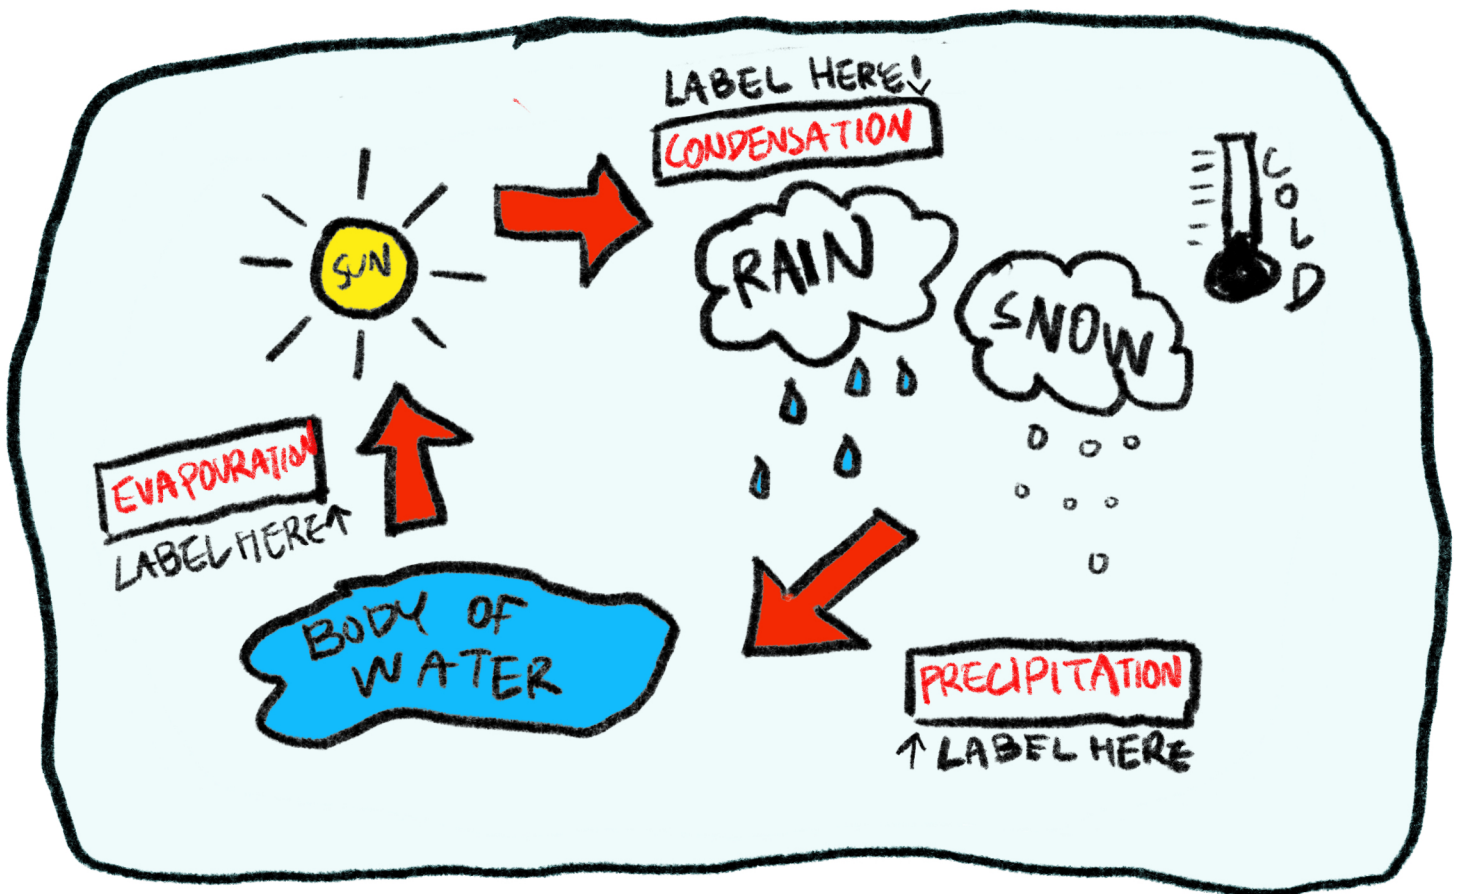 LABEL HERE!
CONDENSATION
COLD
SUN
RAIN
SNOW
EVAPOURATION
LABEL HERE
BODY OF
WATER
PRECIPITATION
LABEL HERE